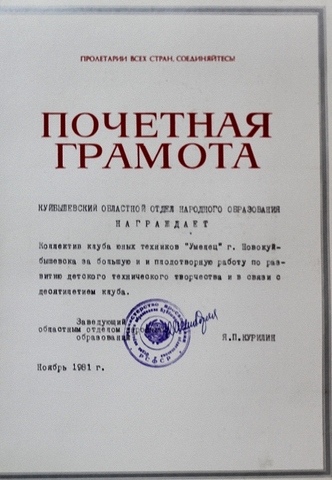 ПРОЛЕТАРИИ ВСЕХ СТРАН, СОЕДИНЯЙТЕСЬ!
ПОЧЕТНАЯ
ГРАМОТА
КУЙБЫШЕВСКИЙ ОБЛАСТНОЙ ОТДЕЛ НАРОДНОГО ОБРАЗОВАНИЯ
НАГРАЖДАЕТ
Коллектив клуба юных техников "Умелец" г. Новокуй-
бышевска за большую и и плодотворную работу по раз-
витию детского технического творчества и в связи с
десятилетием клуба.
Заведующий
областным отделом
образования Я.П.КУРИЛИН
РСФСР
Ноябрь 1981 г.